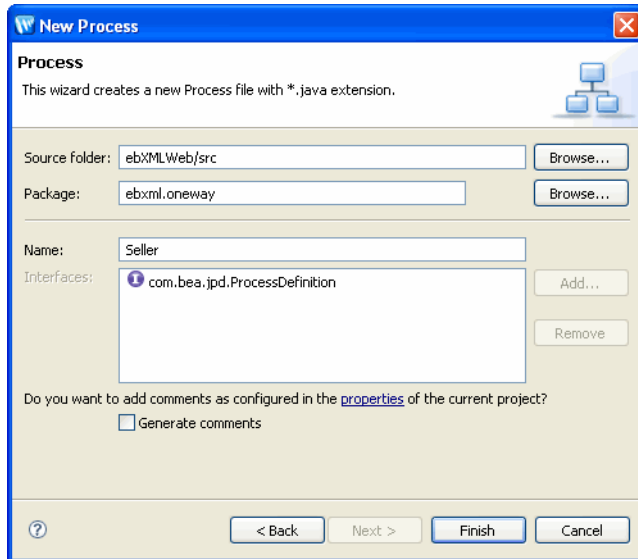 New Process
Process
This wizard creates a new Process file with *.java extension.
Source folder: ebXMLWeb/src Browse...
Package: ebxml.oneway Browse...
Name: Seller
Interfaces: com.bea.jpd.ProcessDefinition Add...
Remove
Do you want to add comments as configured in the properties of the current project?
Generate comments
? < Back Next > Finish Cancel